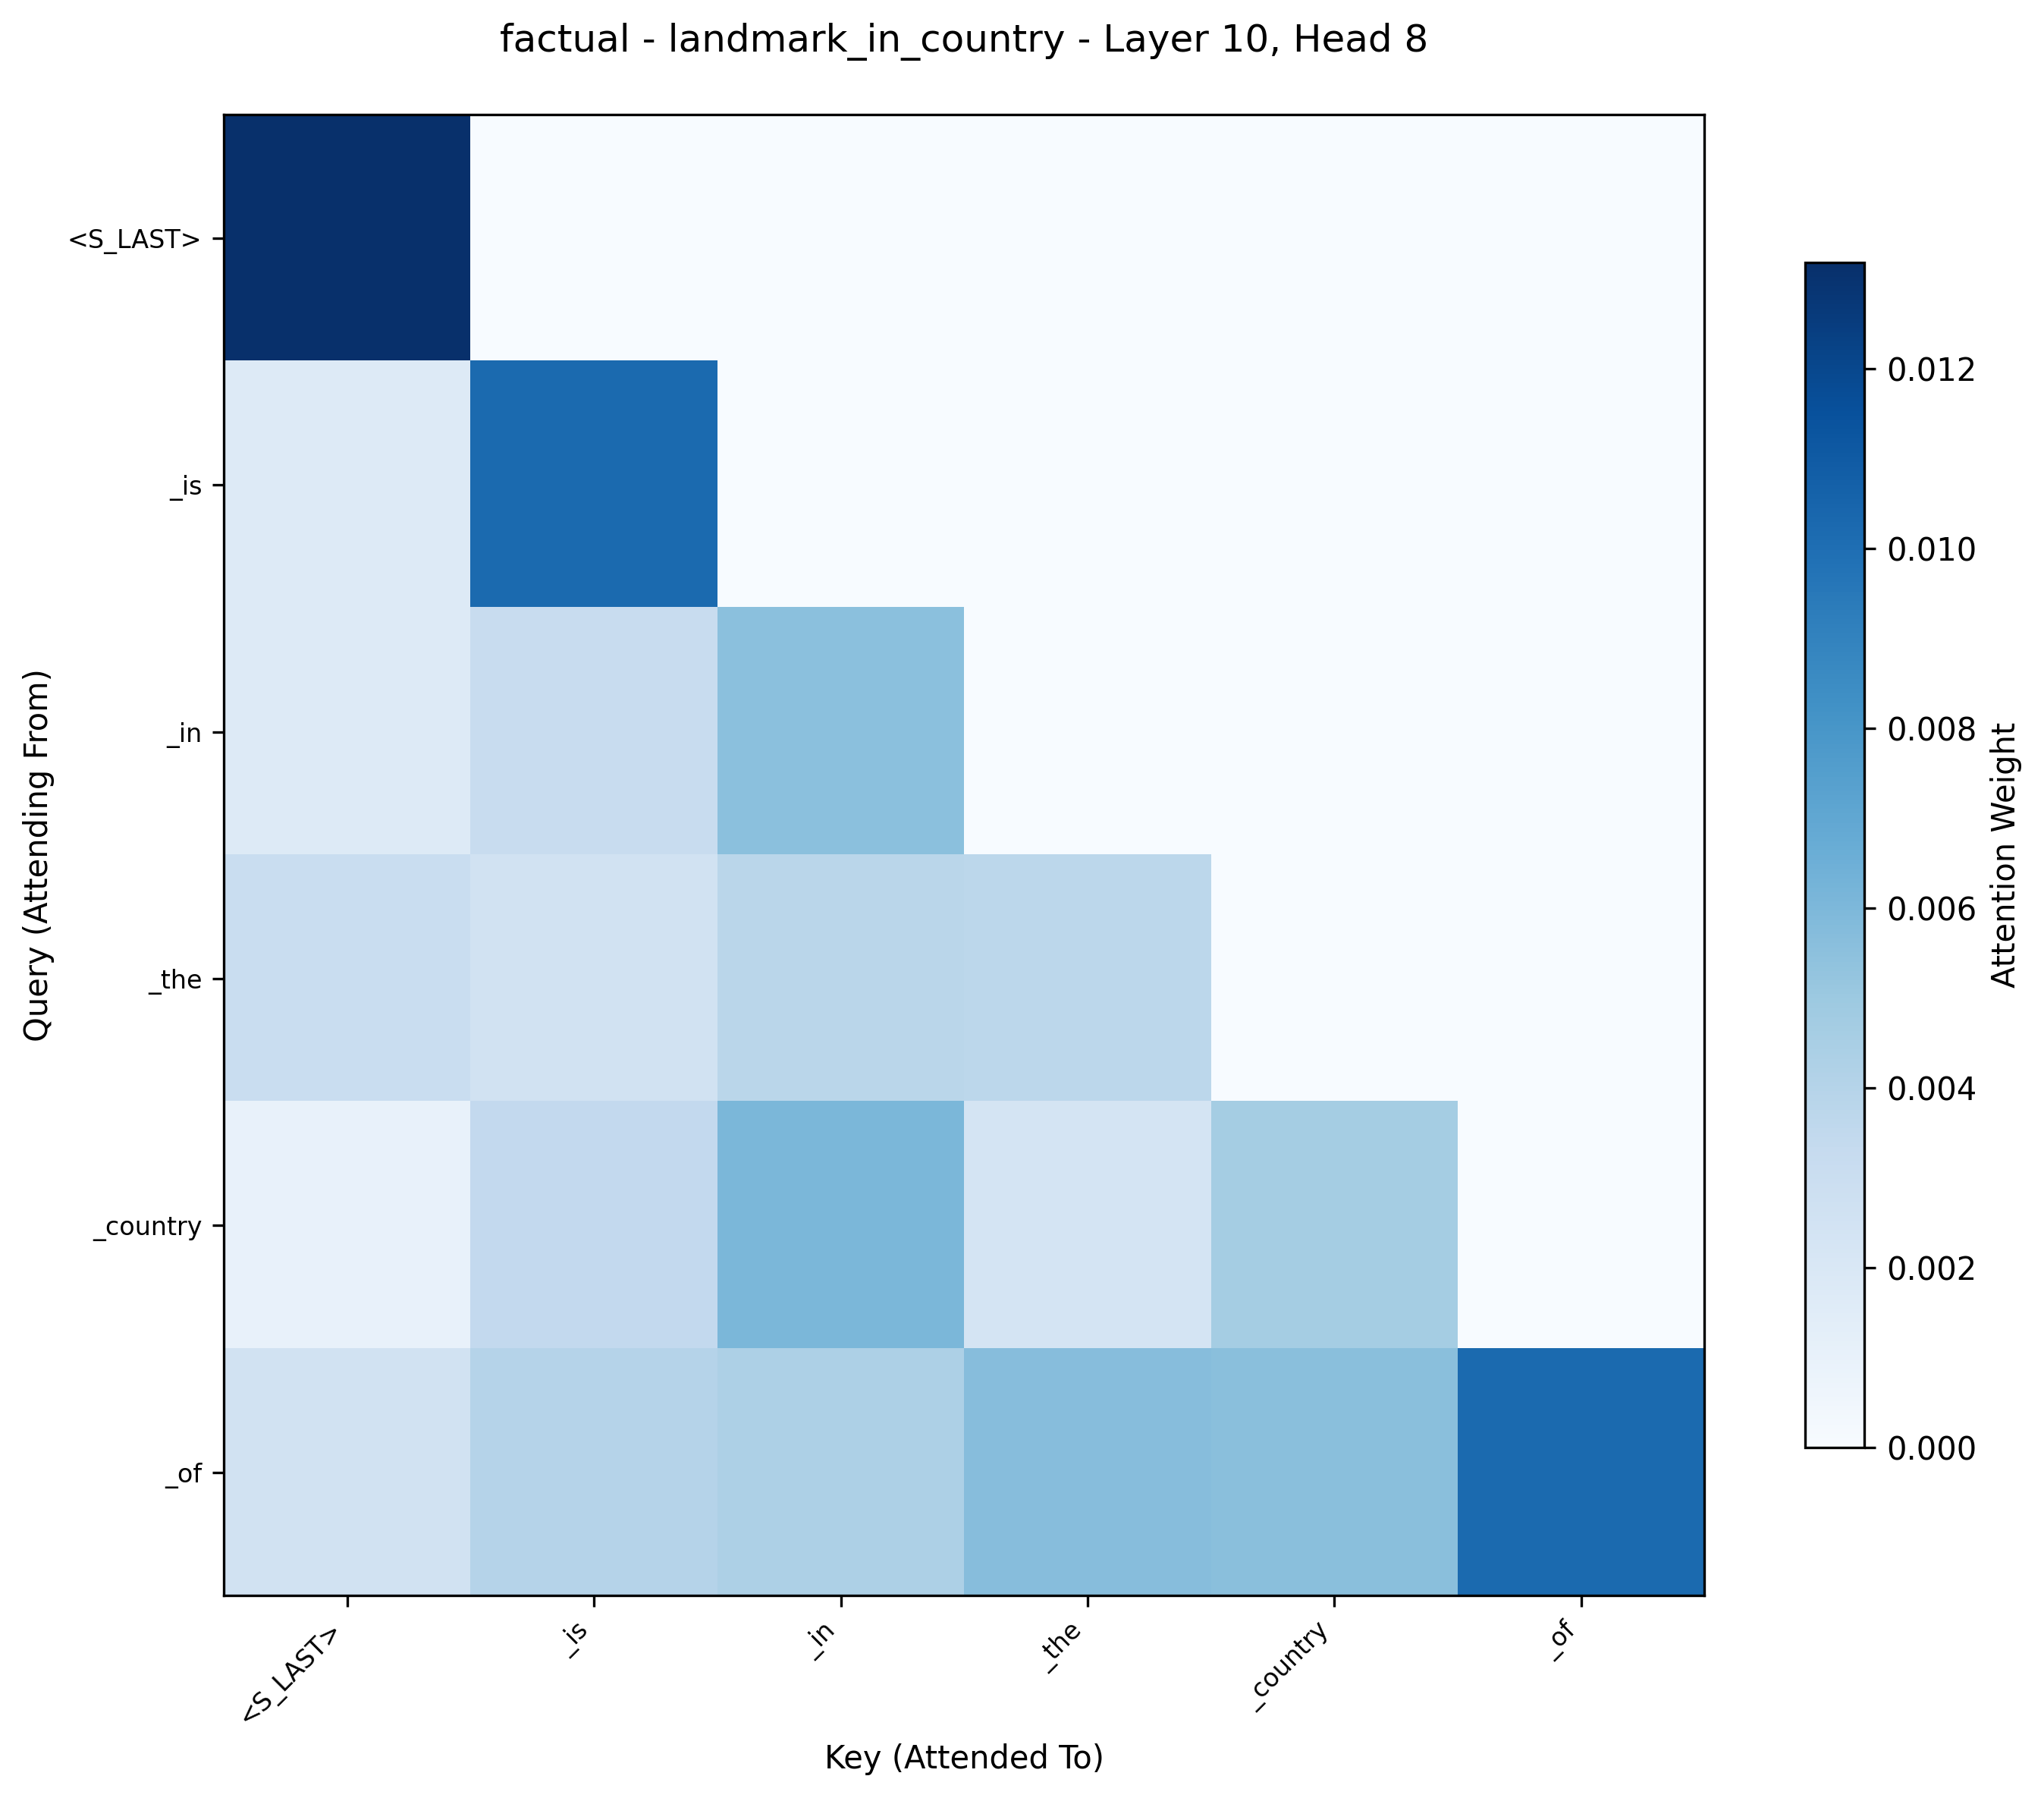 factual - landmark_in_country - Layer 10, Head 8
Query (Attending From)
<S_LAST>
_is
_in
_the
_country
_of
<S_LAST>
_is
_in
_the
_country
_of
Key (Attended To)
0.012
0.010
0.008
0.006
0.004
0.002
0.000
Attention Weight